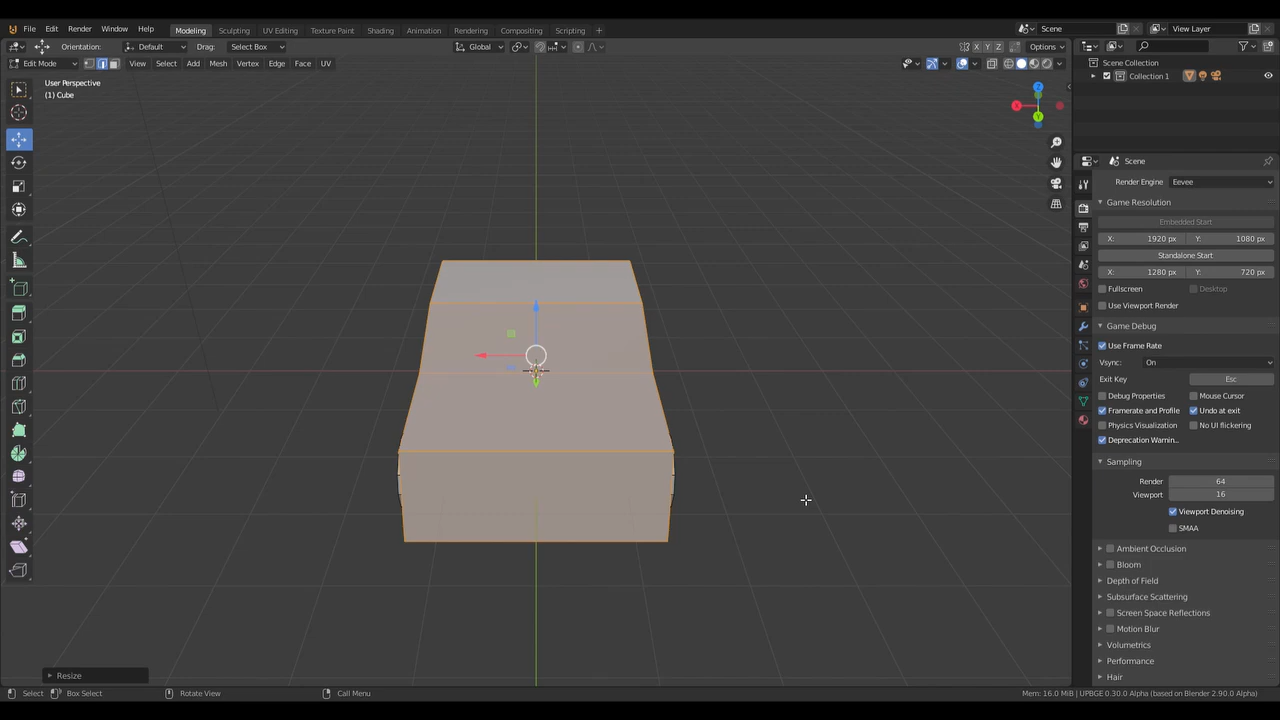 File Edit Render Window Help Modeling Sculpting UV Editing Texture Paint Shading Animation Rendering Compositing Scripting + Scene View Layer
Orientation: Default Drag: Select Box Global X Y Z Options
Edit Mode View Select Add Mesh Vertex Edge Face UV
User Perspective
(1) Cube
Z
X
Y
Resize
Scene Collection
Collection 1
Scene
Render Engine Eevee
Game Resolution
Embedded Start
X: 1920 px Y: 1080 px
Standalone Start
X: 1280 px Y: 720 px
Fullscreen Desktop
Use Viewport Render
Game Debug
Use Frame Rate
Vsync: On
Exit Key Esc
Debug Properties Mouse Cursor
Framerate and Profile Undo at exit
Physics Visualization No UI flickering
Deprecation Warnin..
Sampling
Render 64
Viewport 16
Viewport Denoising
SMAA
Ambient Occlusion
Bloom
Depth of Field
Subsurface Scattering
Screen Space Reflections
Motion Blur
Volumetrics
Performance
Hair
Select Box Select Rotate View Call Menu Mem: 16.0 MiB | UPBGE 0.30.0 Alpha (based on Blender 2.90.0 Alpha)